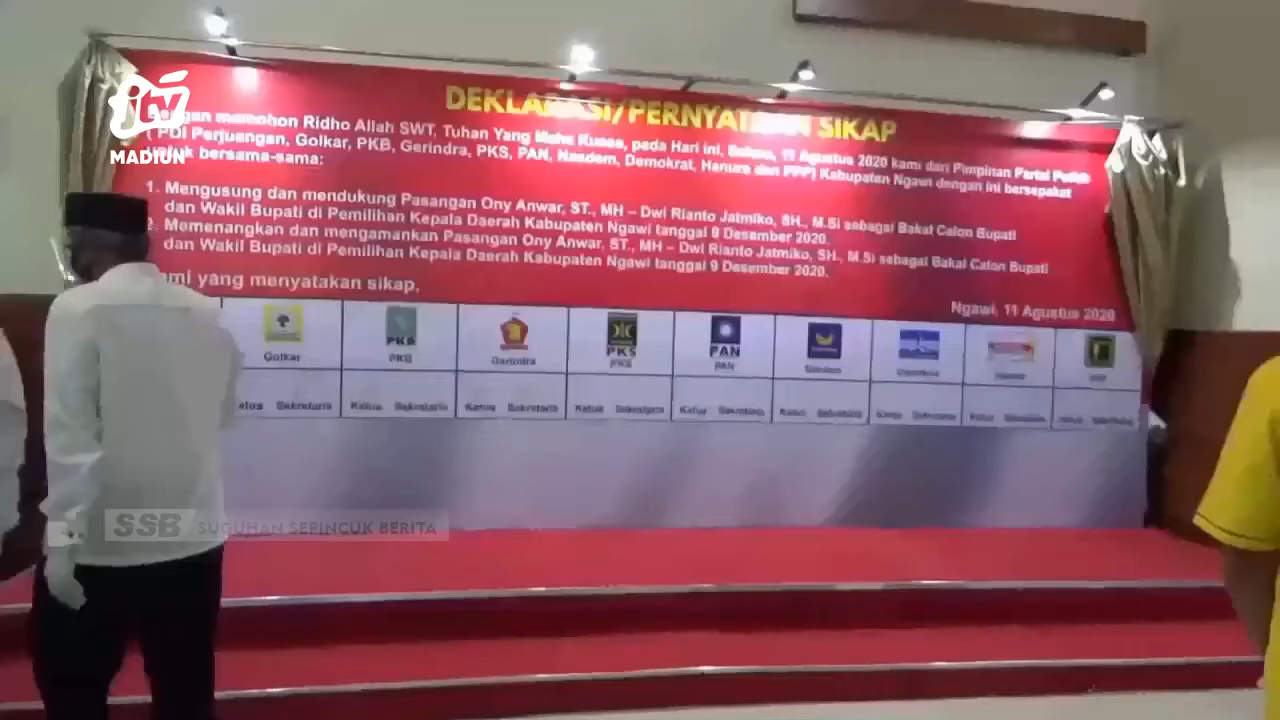 DEKLARASI/PERNYATAAN SIKAP
memohon Ridho Allah SWT, Tuhan Yang Maha Kuasa, pada Hari ini, Selasa, 11 Agustus 2020 kami dari Pimpinan Partai Politik
( PDI Perjuangan, Golkar, PKB, Gerindra, PKS, PAN, Nasdem, Demokrat, Hanura dan PPP) Kabupaten Ngawi dengan ini bersepakat
bersama-sama:
1. Mengusung dan mendukung Pasangan Ony Anwar, ST., MH – Dwi Rianto Jatmiko, SH., M.Si sebagai Bakal Calon Bupati
dan Wakil Bupati di Pemilihan Kepala Daerah Kabupaten Ngawi tanggal 9 Desember 2020.
2. Memenangkan dan mengamankan Pasangan Ony Anwar, ST., MH – Dwi Rianto Jatmiko, SH., M.Si sebagai Bakal Calon Bupati
dan Wakil Bupati di Pemilihan Kepala Daerah Kabupaten Ngawi tanggal 9 Desember 2020.
yang menyatakan sikap,
Ngawi, 11 Agustus 2020
PKB PKS PAN
Golkar PKB Gerindra PKS PAN Nasdem Demokrat Hanura PPP
Sekretaris Ketua Sekretaris Ketua Sekretaris Ketua Sekretaris Ketua Sekretaris Ketua Sekretaris Ketua Sekretaris
iTV
MADIUN
SSB SUGUHAN SEPINCUK BERITA